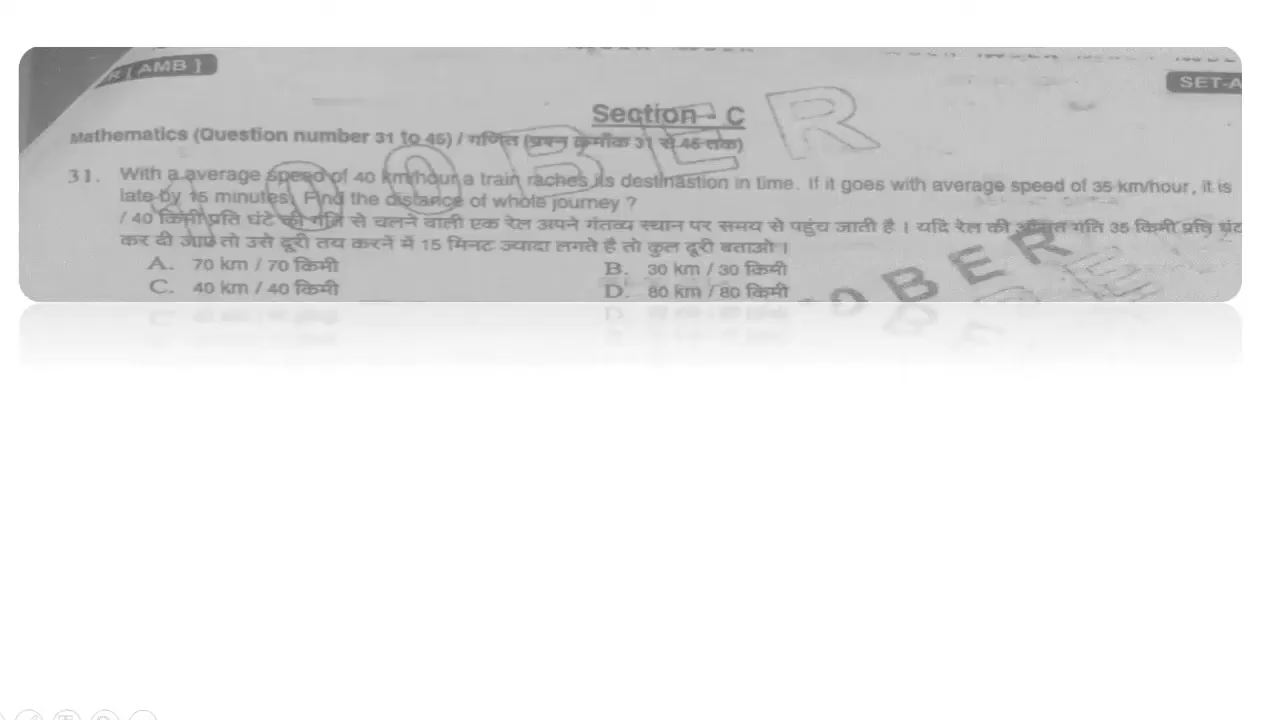 R [ AMB ]
SET-A
Section - C
Mathematics (Question number 31 to 45) / गणित (प्रश्न क्रमाँक 31 से 45 तक)
31. With a average speed of 40 km/hour a train raches its destinastion in time. If it goes with average speed of 35 km/hour, it is
late by 15 minutes. Find the distance of whole journey ?
/ 40 किमी प्रति घंटे की गति से चलने वाली एक रेल अपने गंतव्य स्थान पर समय से पहुंच जाती है । यदि रेल की औसत गति 35 किमी प्रति घंट
कर दी जाए तो उसे दूरी तय करनें में 15 मिनट ज्यादा लगते है तो कुल दूरी बताओ ।
A. 70 km / 70 किमी B. 30 km / 30 किमी
C. 40 km / 40 किमी D. 80 km / 80 किमी
100BER
OBER